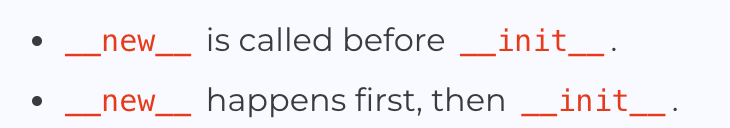 • __new__ is called before __init__.
• __new__ happens first, then __init__.